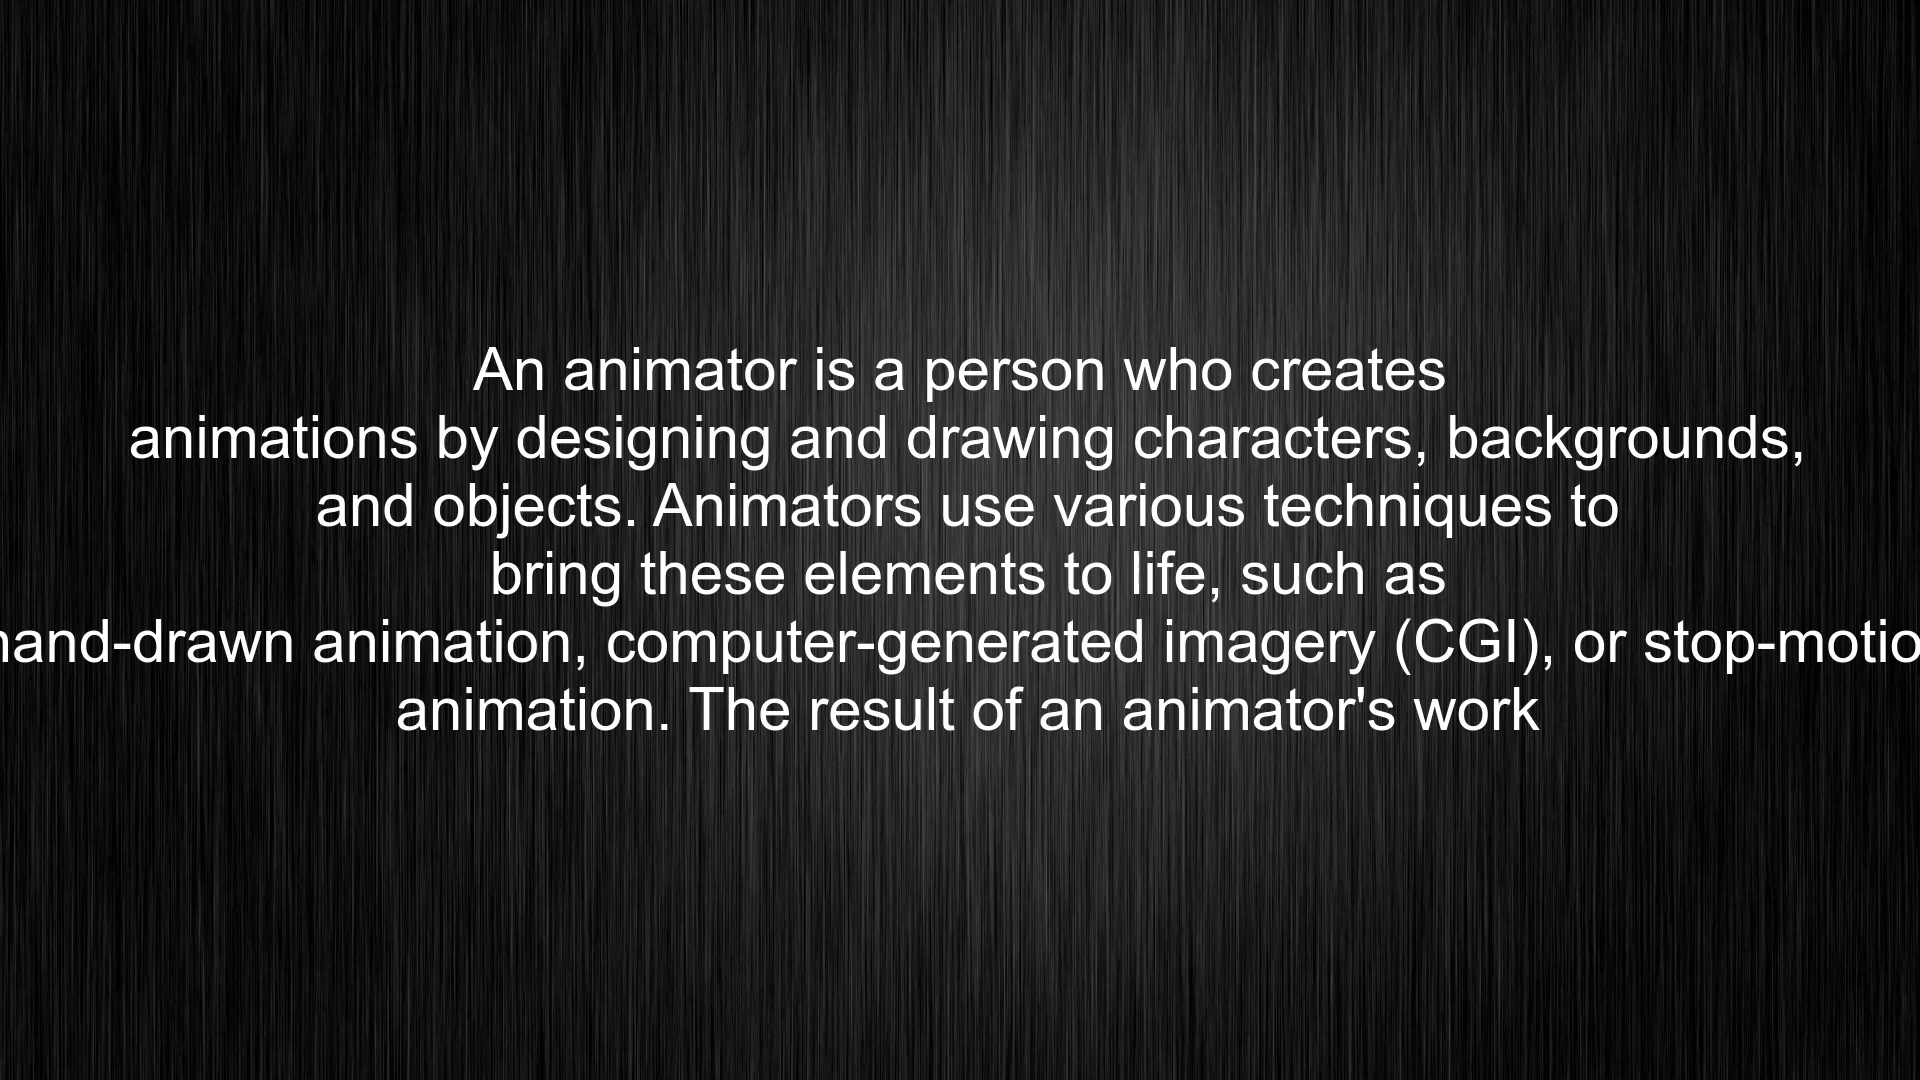 An animator is a person who creates
animations by designing and drawing characters, backgrounds,
and objects. Animators use various techniques to
bring these elements to life, such as
hand-drawn animation, computer-generated imagery (CGI), or stop-motio
animation. The result of an animator's work